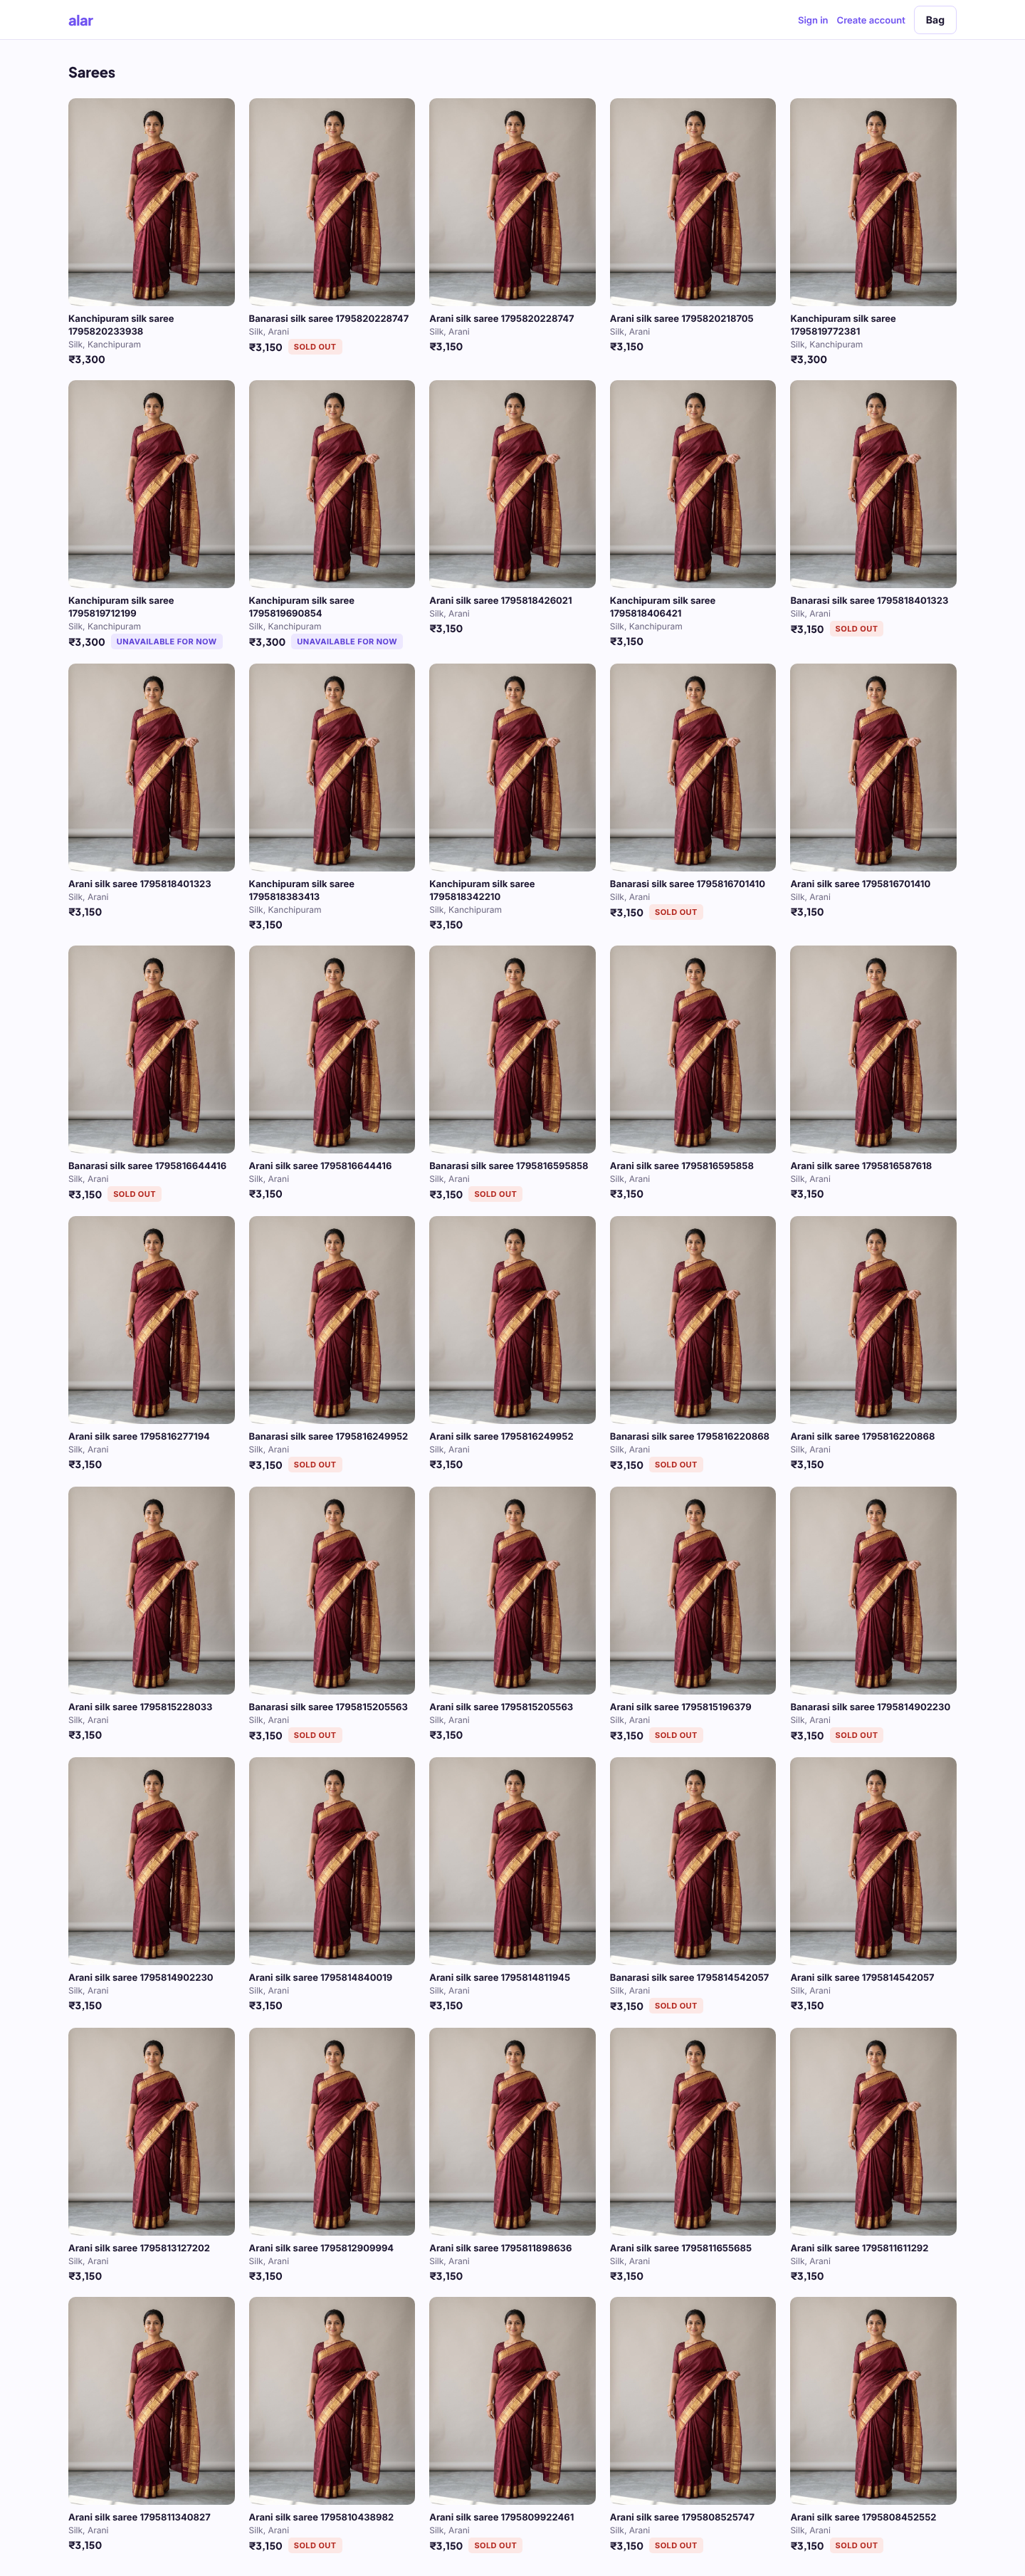 alar
Sign in
Create account
Bag
Sarees
Kanchipuram silk saree
1795820233938
Silk, Kanchipuram
₹3,300
Banarasi silk saree 1795820228747
Silk, Arani
₹3,150 SOLD OUT
Arani silk saree 1795820228747
Silk, Arani
₹3,150
Arani silk saree 1795820218705
Silk, Arani
₹3,150
Kanchipuram silk saree
1795819772381
Silk, Kanchipuram
₹3,300
Kanchipuram silk saree
1795819712199
Silk, Kanchipuram
₹3,300 UNAVAILABLE FOR NOW
Kanchipuram silk saree
1795819690854
Silk, Kanchipuram
₹3,300 UNAVAILABLE FOR NOW
Arani silk saree 1795818426021
Silk, Arani
₹3,150
Kanchipuram silk saree
1795818406421
Silk, Kanchipuram
₹3,150
Banarasi silk saree 1795818401323
Silk, Arani
₹3,150 SOLD OUT
Arani silk saree 1795818401323
Silk, Arani
₹3,150
Kanchipuram silk saree
1795818383413
Silk, Kanchipuram
₹3,150
Kanchipuram silk saree
1795818342210
Silk, Kanchipuram
₹3,150
Banarasi silk saree 1795816701410
Silk, Arani
₹3,150 SOLD OUT
Arani silk saree 1795816701410
Silk, Arani
₹3,150
Banarasi silk saree 1795816644416
Silk, Arani
₹3,150 SOLD OUT
Arani silk saree 1795816644416
Silk, Arani
₹3,150
Banarasi silk saree 1795816595858
Silk, Arani
₹3,150 SOLD OUT
Arani silk saree 1795816595858
Silk, Arani
₹3,150
Arani silk saree 1795816587618
Silk, Arani
₹3,150
Arani silk saree 1795816277194
Silk, Arani
₹3,150
Banarasi silk saree 1795816249952
Silk, Arani
₹3,150 SOLD OUT
Arani silk saree 1795816249952
Silk, Arani
₹3,150
Banarasi silk saree 1795816220868
Silk, Arani
₹3,150 SOLD OUT
Arani silk saree 1795816220868
Silk, Arani
₹3,150
Arani silk saree 1795815228033
Silk, Arani
₹3,150
Banarasi silk saree 1795815205563
Silk, Arani
₹3,150 SOLD OUT
Arani silk saree 1795815205563
Silk, Arani
₹3,150
Arani silk saree 1795815196379
Silk, Arani
₹3,150 SOLD OUT
Banarasi silk saree 1795814902230
Silk, Arani
₹3,150 SOLD OUT
Arani silk saree 1795814902230
Silk, Arani
₹3,150
Arani silk saree 1795814840019
Silk, Arani
₹3,150
Arani silk saree 1795814811945
Silk, Arani
₹3,150
Banarasi silk saree 1795814542057
Silk, Arani
₹3,150 SOLD OUT
Arani silk saree 1795814542057
Silk, Arani
₹3,150
Arani silk saree 1795813127202
Silk, Arani
₹3,150
Arani silk saree 1795812909994
Silk, Arani
₹3,150
Arani silk saree 1795811898636
Silk, Arani
₹3,150
Arani silk saree 1795811655685
Silk, Arani
₹3,150
Arani silk saree 1795811611292
Silk, Arani
₹3,150
Arani silk saree 1795811340827
Silk, Arani
₹3,150
Arani silk saree 1795810438982
Silk, Arani
₹3,150 SOLD OUT
Arani silk saree 1795809922461
Silk, Arani
₹3,150 SOLD OUT
Arani silk saree 1795808525747
Silk, Arani
₹3,150 SOLD OUT
Arani silk saree 1795808452552
Silk, Arani
₹3,150 SOLD OUT